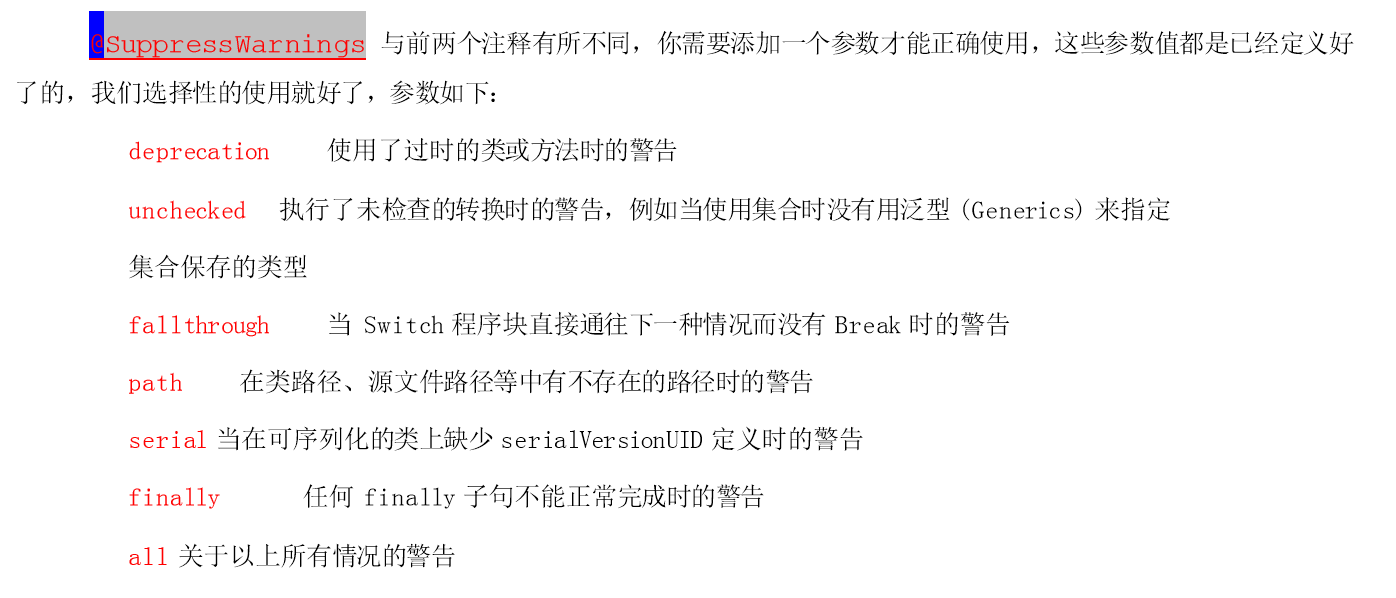 @SuppressWarnings 与前两个注释有所不同，你需要添加一个参数才能正确使用，这些参数值都是已经定义好
了的，我们选择性的使用就好了，参数如下：
deprecation 使用了过时的类或方法时的警告
unchecked 执行了未检查的转换时的警告，例如当使用集合时没有用泛型 (Generics) 来指定
集合保存的类型
fallthrough 当 Switch 程序块直接通往下一种情况而没有 Break 时的警告
path 在类路径、源文件路径等中有不存在的路径时的警告
serial 当在可序列化的类上缺少 serialVersionUID 定义时的警告
finally 任何 finally 子句不能正常完成时的警告
all 关于以上所有情况的警告